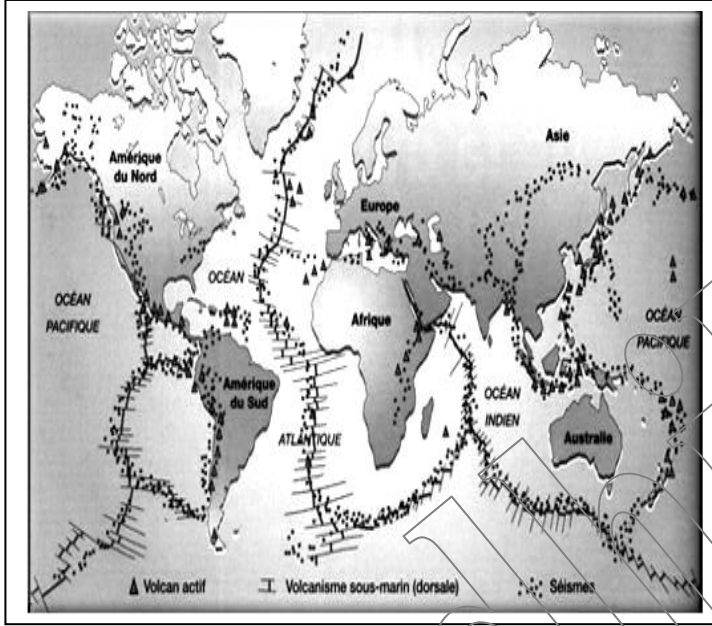 Amérique
du Nord
Asie
Europe
OCÉAN
OCÉAN
PACIFIQUE
Afrique
OCÉAN
PACIFIQUE
Amérique
du Sud
OCÉAN
INDIEN
ATLANTIQUE
Australie
Volcan actif
Volcanisme sous-marin (dorsale)
Séismes